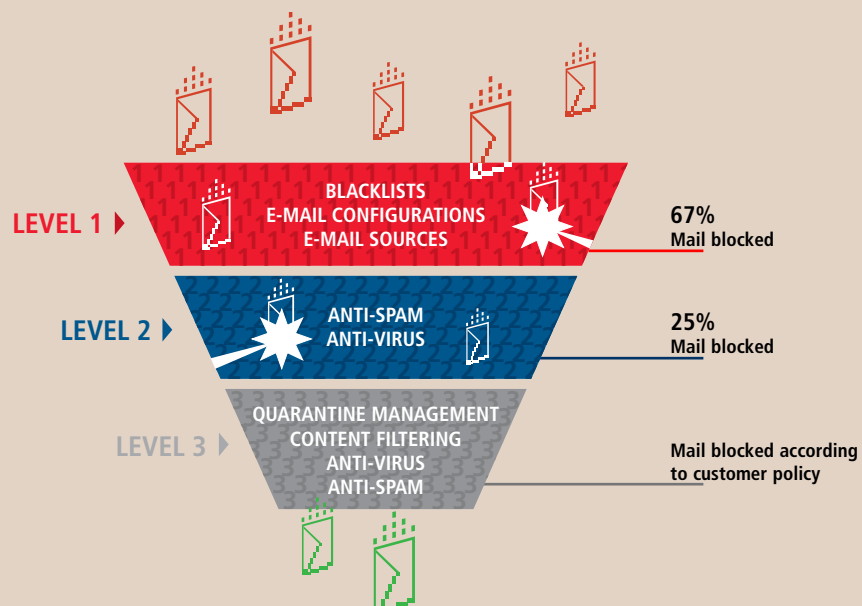 LEVEL 1
BLACKLISTS
E-MAIL CONFIGURATIONS
E-MAIL SOURCES
67%
Mail blocked
LEVEL 2
ANTI-SPAM
ANTI-VIRUS
25%
Mail blocked
LEVEL 3
QUARANTINE MANAGEMENT
CONTENT FILTERING
ANTI-VIRUS
ANTI-SPAM
Mail blocked according
to customer policy